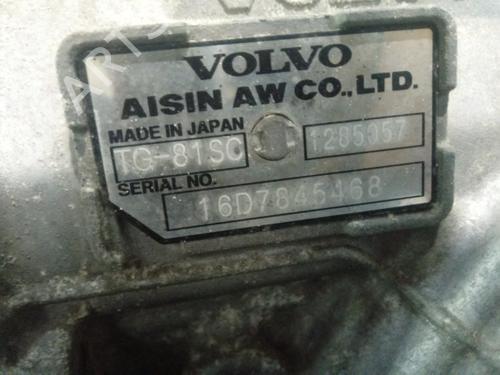 VOLVO
AISIN AW CO.,LTD.
MADE IN JAPAN
TG-81SC 1285057
SERIAL NO.
16D7845468